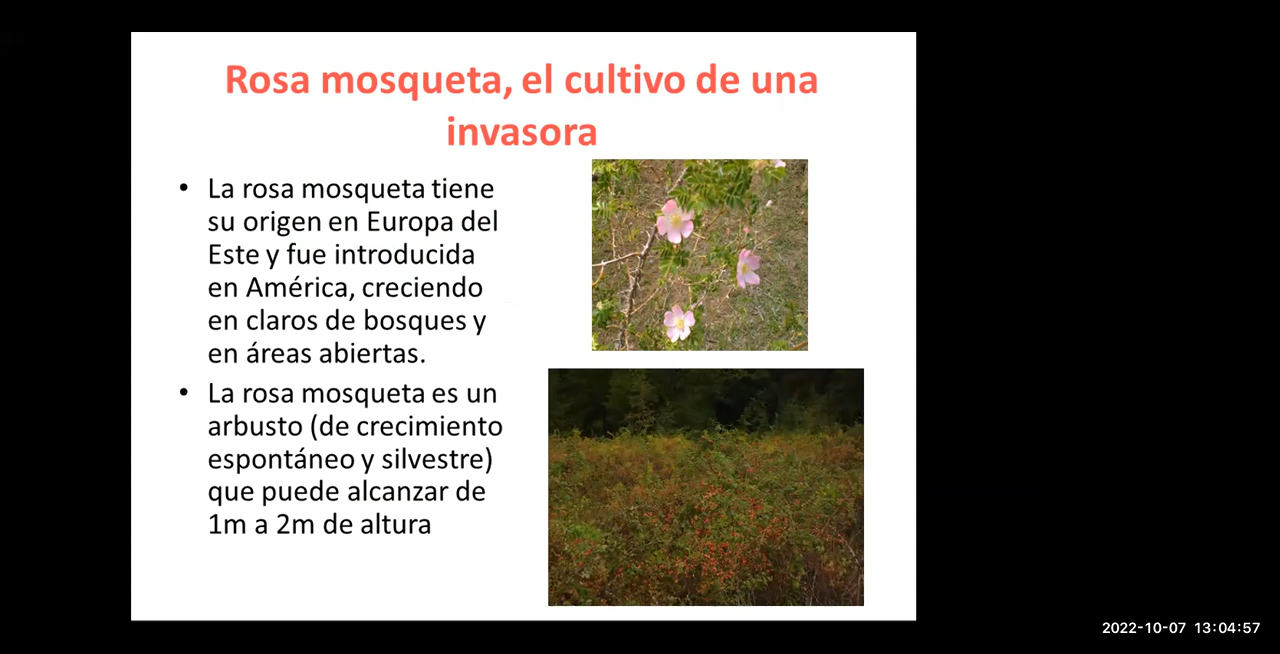 Rosa mosqueta, el cultivo de una
invasora
• La rosa mosqueta tiene
su origen en Europa del
Este y fue introducida
en América, creciendo
en claros de bosques y
en áreas abiertas.
• La rosa mosqueta es un
arbusto (de crecimiento
espontáneo y silvestre)
que puede alcanzar de
1m a 2m de altura
2022-10-07 13:04:57